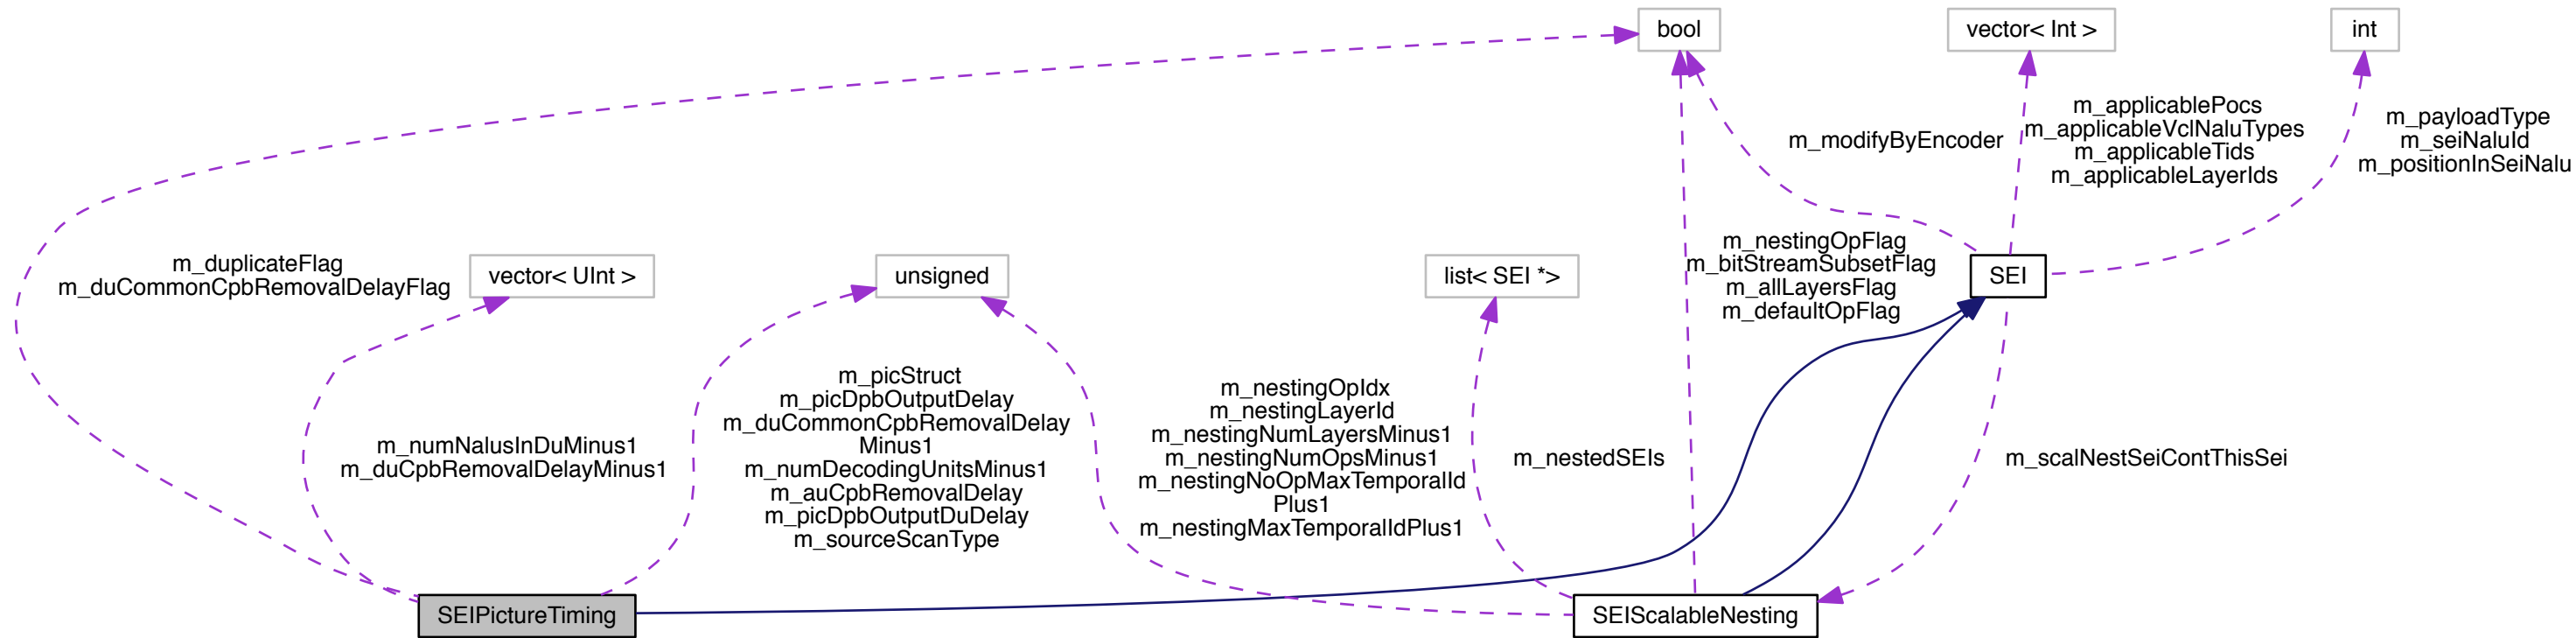 bool
vector< Int >
int
m_modifyByEncoder
m_applicablePocs
m_applicableVclNaluTypes
m_applicableTids
m_applicableLayerIds
m_payloadType
m_seiNaluId
m_positionInSeiNalu
m_duplicateFlag
m_duCommonCpbRemovalDelayFlag
vector< UInt >
unsigned
list< SEI *>
m_nestingOpFlag
m_bitStreamSubsetFlag
m_allLayersFlag
m_defaultOpFlag
SEI
m_numNalusInDuMinus1
m_duCpbRemovalDelayMinus1
m_picStruct
m_picDpbOutputDelay
m_duCommonCpbRemovalDelay
Minus1
m_numDecodingUnitsMinus1
m_auCpbRemovalDelay
m_picDpbOutputDuDelay
m_sourceScanType
m_nestingOpIdx
m_nestingLayerId
m_nestingNumLayersMinus1
m_nestingNumOpsMinus1
m_nestingNoOpMaxTemporalId
Plus1
m_nestingMaxTemporalIdPlus1
m_nestedSEIs
m_scalNestSeiContThisSei
SEIPictureTiming
SEIScalableNesting